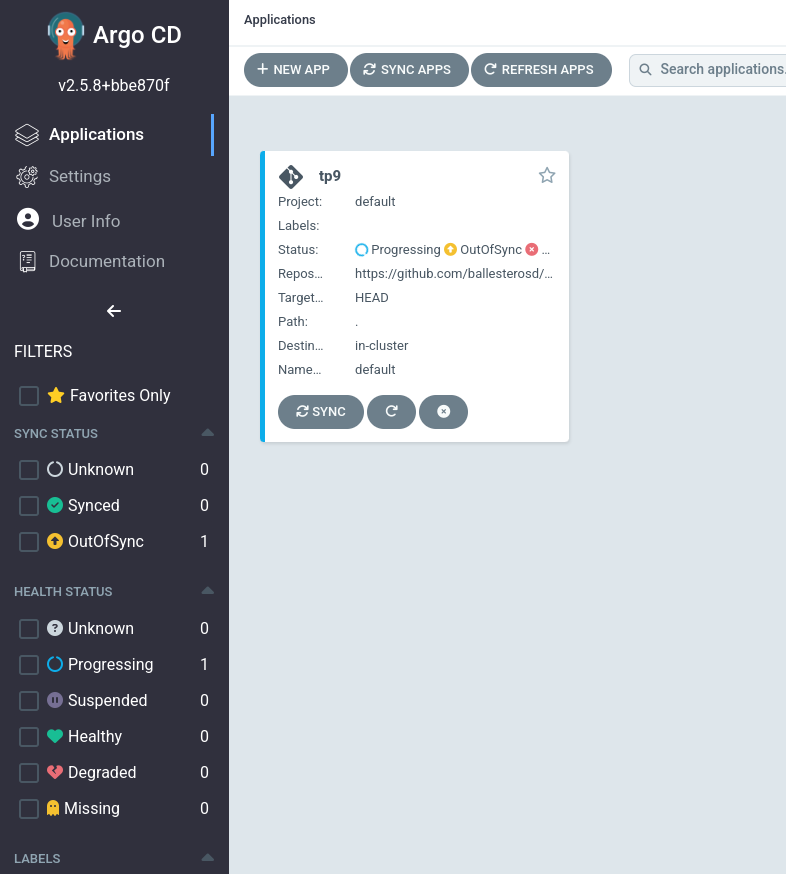 Argo CD
v2.5.8+bbe870f
Applications
Settings
User Info
Documentation
FILTERS
Favorites Only
SYNC STATUS
Unknown 0
Synced 0
OutOfSync 1
HEALTH STATUS
Unknown 0
Progressing 1
Suspended 0
Healthy 0
Degraded 0
Missing 0
LABELS
Applications
NEW APP SYNC APPS REFRESH APPS Search applications.
tp9
Project: default
Labels:
Status: Progressing OutOfSync ...
Repos... https://github.com/ballesterosd/...
Target... HEAD
Path: .
Destin... in-cluster
Name... default
SYNC